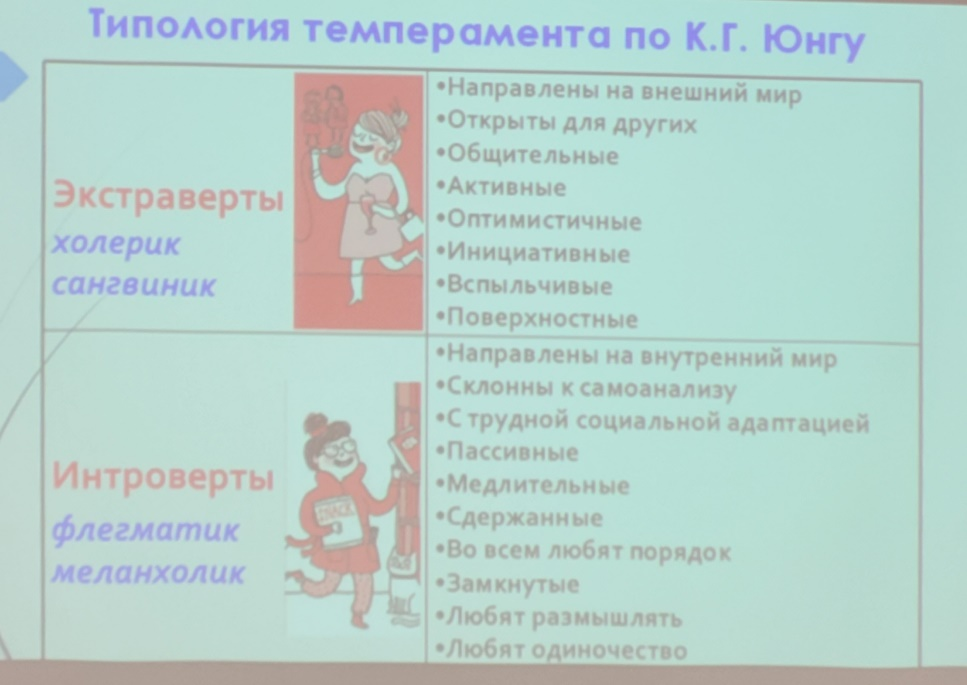 Типология темперамента по К.Г. Юнгу
Экстраверты
холерик
сангвиник
•Направлены на внешний мир
•Открыты для других
•Общительные
•Активные
•Оптимистичные
•Инициативные
•Вспыльчивые
•Поверхностные
Интроверты
флегматик
меланхолик
•Направлены на внутренний мир
•Склонны к самоанализу
•С трудной социальной адаптацией
•Пассивные
•Медлительные
•Сдержанные
•Во всем любят порядок
•Замкнутые
•Любят размышлять
•Любят одиночество